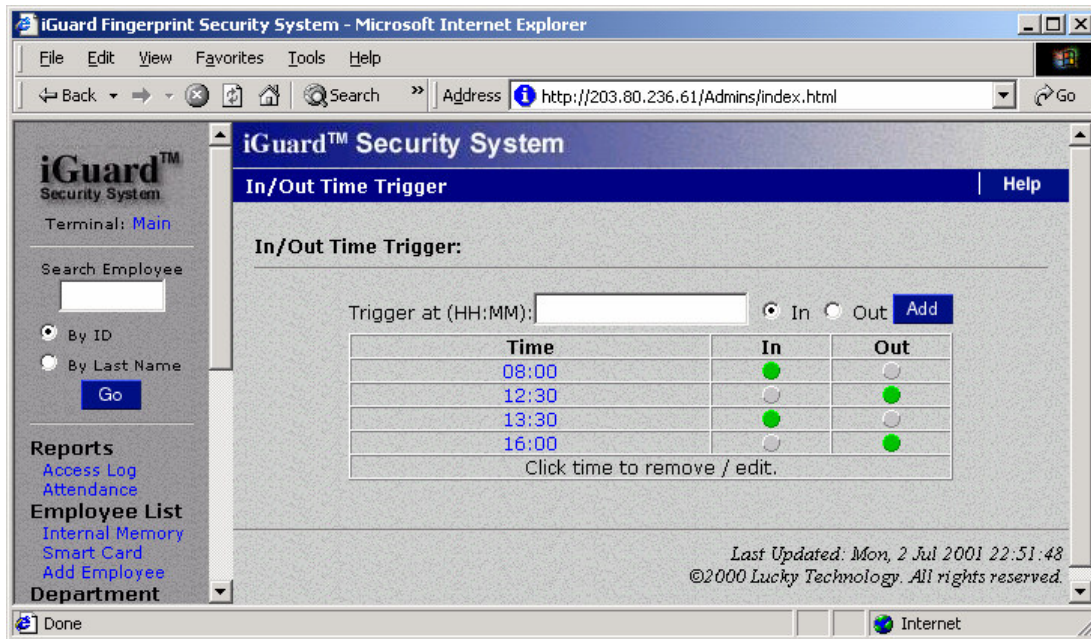 iGuard Fingerprint Security System - Microsoft Internet Explorer
File Edit View Favorites Tools Help
Back Search » Address http://203.80.236.61/Admins/index.html Go
iGuard™
Security System
Terminal: Main
Search Employee
By ID
By Last Name
Go
Reports
Access Log
Attendance
Employee List
Internal Memory
Smart Card
Add Employee
Department
iGuard™ Security System
In/Out Time Trigger Help
In/Out Time Trigger:
Trigger at (HH:MM): In Out Add
Time In Out
08:00
12:30
13:30
16:00
Click time to remove / edit.
Last Updated: Mon, 2 Jul 2001 22:51:48
©2000 Lucky Technology. All rights reserved.
Done Internet